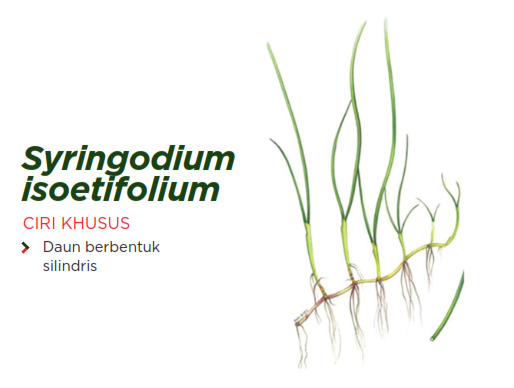 Syringodium
isoetifolium
CIRI KHUSUS
Daun berbentuk
silindris